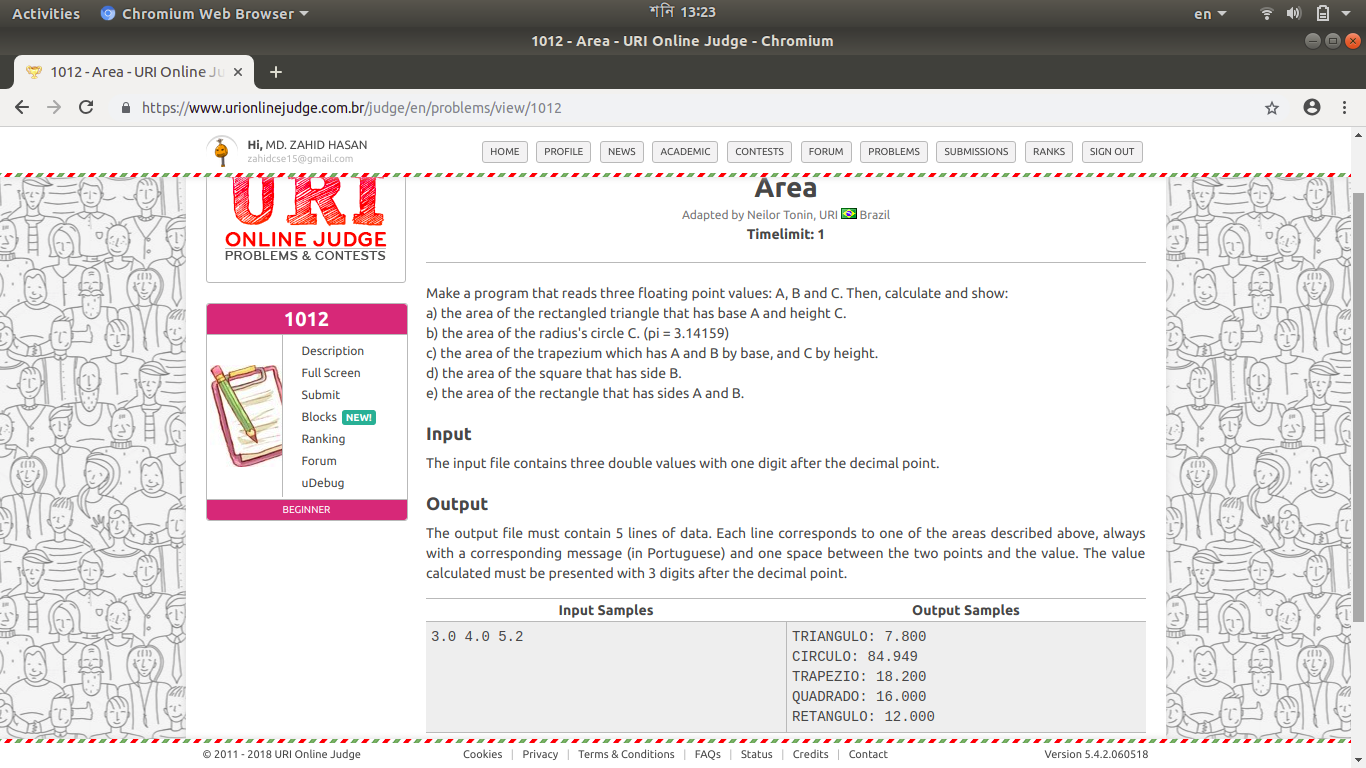 Activities
Chromium Web Browser
শনি 13:23
en
1012 - Area - URI Online Judge - Chromium
1012 - Area - URI Online Ju
https://www.urionlinejudge.com.br/judge/en/problems/view/1012
Hi, MD. ZAHID HASAN
zahidcse15@gmail.com
HOME PROFILE NEWS ACADEMIC CONTESTS FORUM PROBLEMS SUBMISSIONS RANKS SIGN OUT
URI
ONLINE JUDGE
PROBLEMS & CONTESTS
1012
Description
Full Screen
Submit
Blocks NEW!
Ranking
Forum
uDebug
BEGINNER
Area
Adapted by Neilor Tonin, URI Brazil
Timelimit: 1
Make a program that reads three floating point values: A, B and C. Then, calculate and show:
a) the area of the rectangled triangle that has base A and height C.
b) the area of the radius's circle C. (pi = 3.14159)
c) the area of the trapezium which has A and B by base, and C by height.
d) the area of the square that has side B.
e) the area of the rectangle that has sides A and B.
Input
The input file contains three double values with one digit after the decimal point.
Output
The output file must contain 5 lines of data. Each line corresponds to one of the areas described above, always
with a corresponding message (in Portuguese) and one space between the two points and the value. The value
calculated must be presented with 3 digits after the decimal point.
Input Samples
Output Samples
3.0 4.0 5.2
TRIANGULO: 7.800
CIRCULO: 84.949
TRAPEZIO: 18.200
QUADRADO: 16.000
RETANGULO: 12.000
© 2011 - 2018 URI Online Judge
Cookies | Privacy | Terms & Conditions | FAQs | Status | Credits | Contact
Version 5.4.2.060518